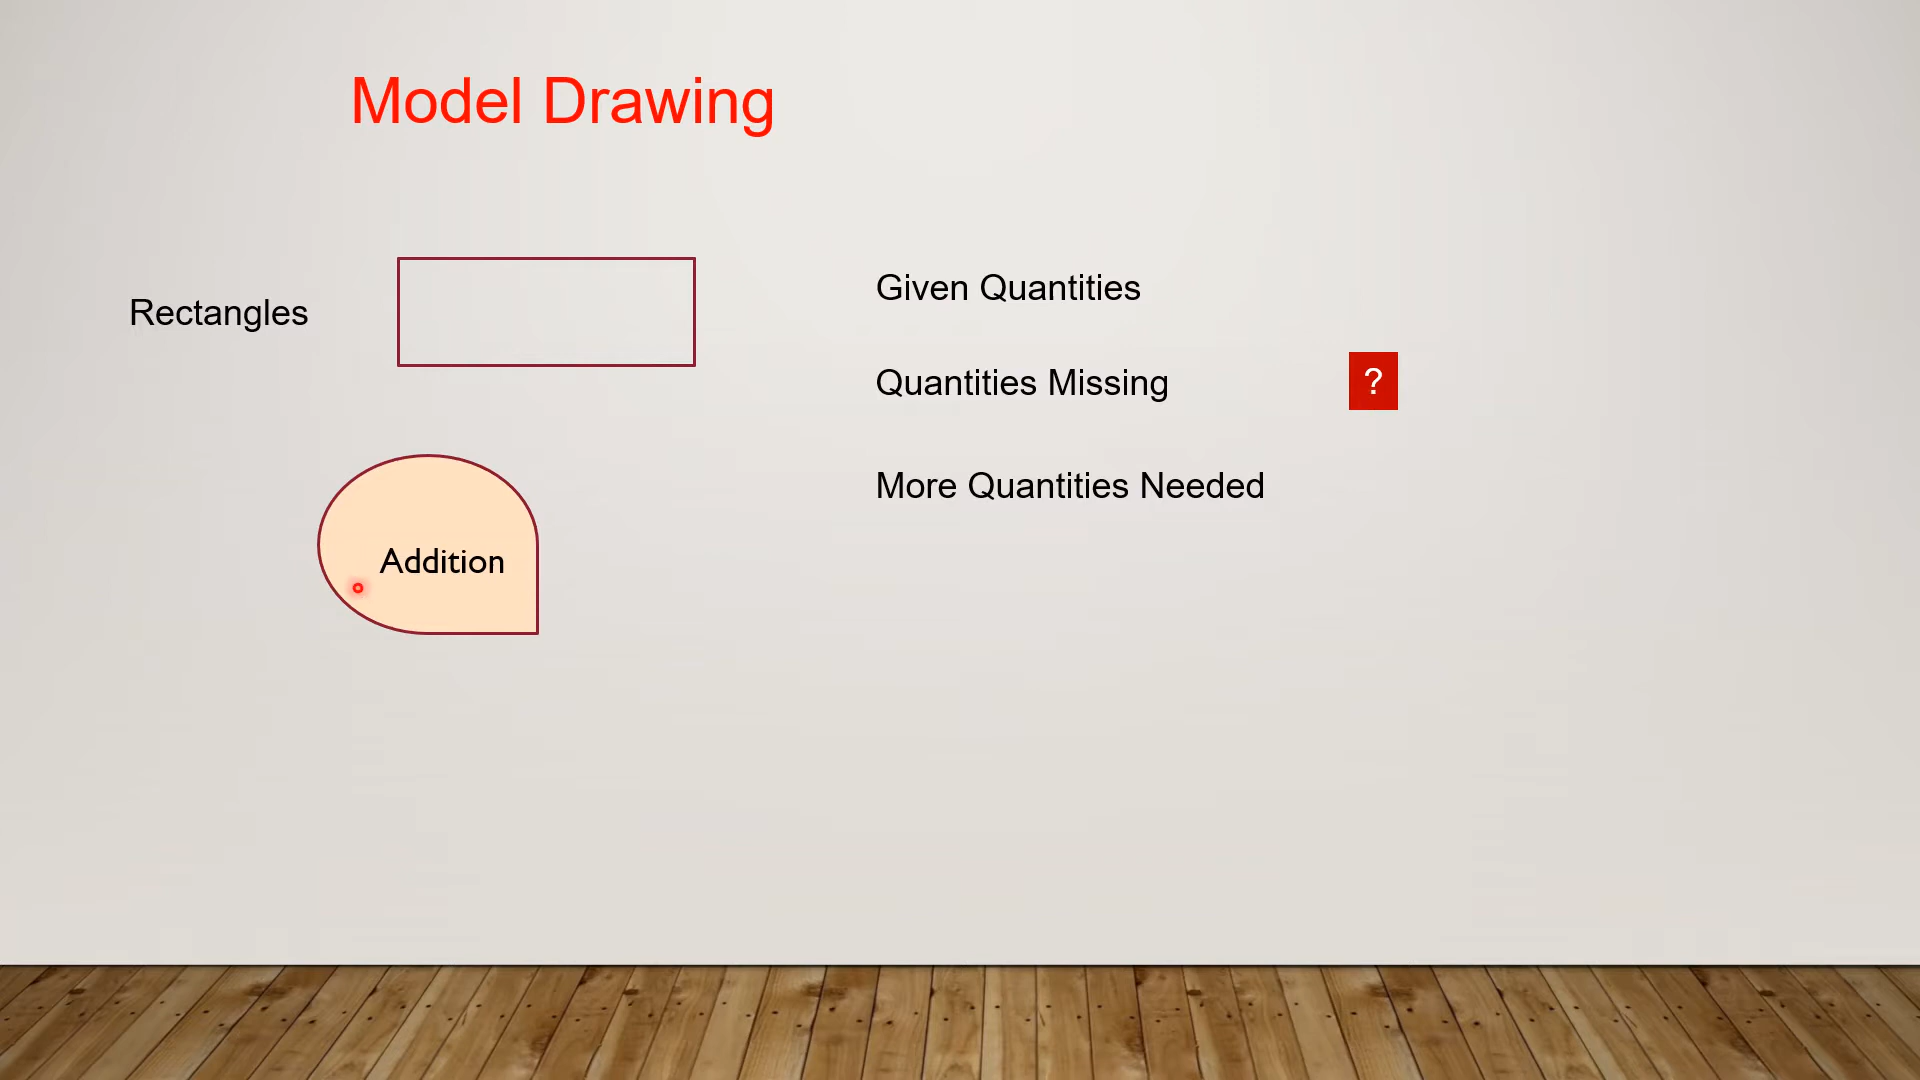 Model Drawing
Rectangles
Given Quantities
Quantities Missing
?
More Quantities Needed
Addition